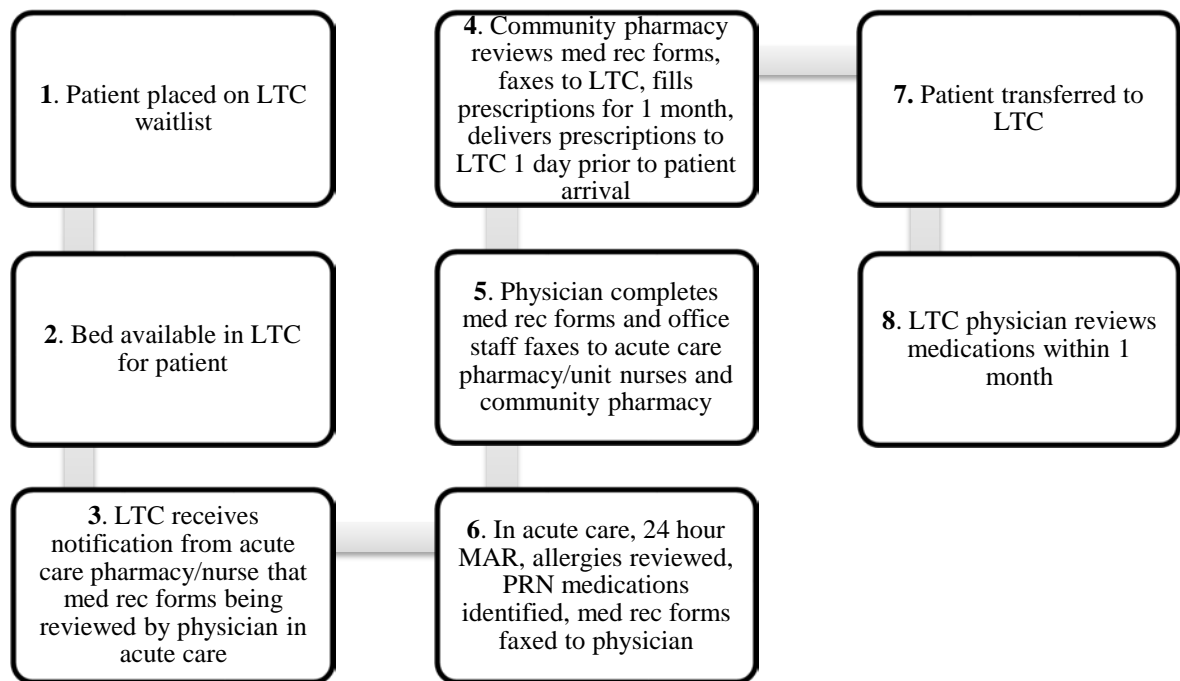 1. Patient placed on LTC
waitlist
2. Bed available in LTC
for patient
3. LTC receives
notification from acute
care pharmacy/nurse that
med rec forms being
reviewed by physician in
acute care
4. Community pharmacy
reviews med rec forms,
faxes to LTC, fills
prescriptions for 1 month,
delivers prescriptions to
LTC 1 day prior to patient
arrival
5. Physician completes
med rec forms and office
staff faxes to acute care
pharmacy/unit nurses and
community pharmacy
6. In acute care, 24 hour
MAR, allergies reviewed,
PRN medications
identified, med rec forms
faxed to physician
7. Patient transferred to
LTC
8. LTC physician reviews
medications within 1
month